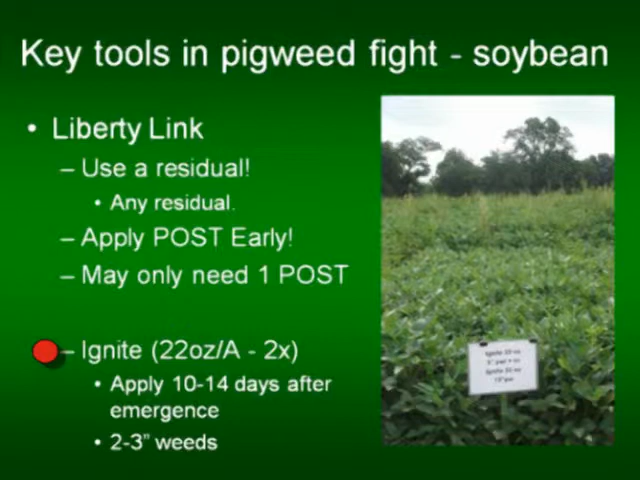 Key tools in pigweed fight - soybean
• Liberty Link
– Use a residual!
• Any residual.
– Apply POST Early!
– May only need 1 POST
– Ignite (22oz/A - 2x)
• Apply 10-14 days after
emergence
• 2-3” weeds